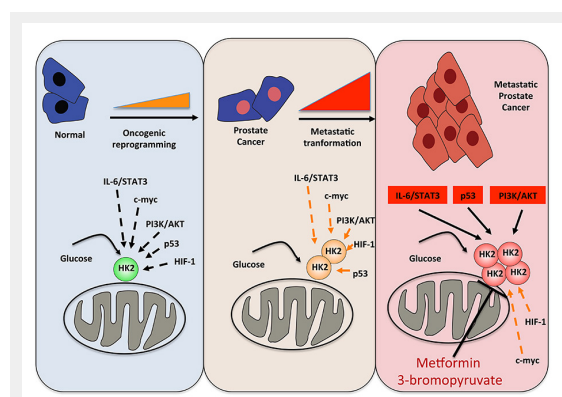 Normal
Oncogenic
reprogramming
IL-6/STAT3
c-myc
PI3K/AKT
p53
HIF-1
Glucose
HK2
Prostate
Cancer
Metastatic
tranformation
IL-6/STAT3
c-myc
PI3K/AKT
HIF-1
p53
Glucose
HK2
HK2
Metastatic
Prostate
Cancer
IL-6/STAT3
p53
PI3K/AKT
Glucose
HK2
HK2
HK2
HK2
HIF-1
c-myc
Metformin
3-bromopyruvate